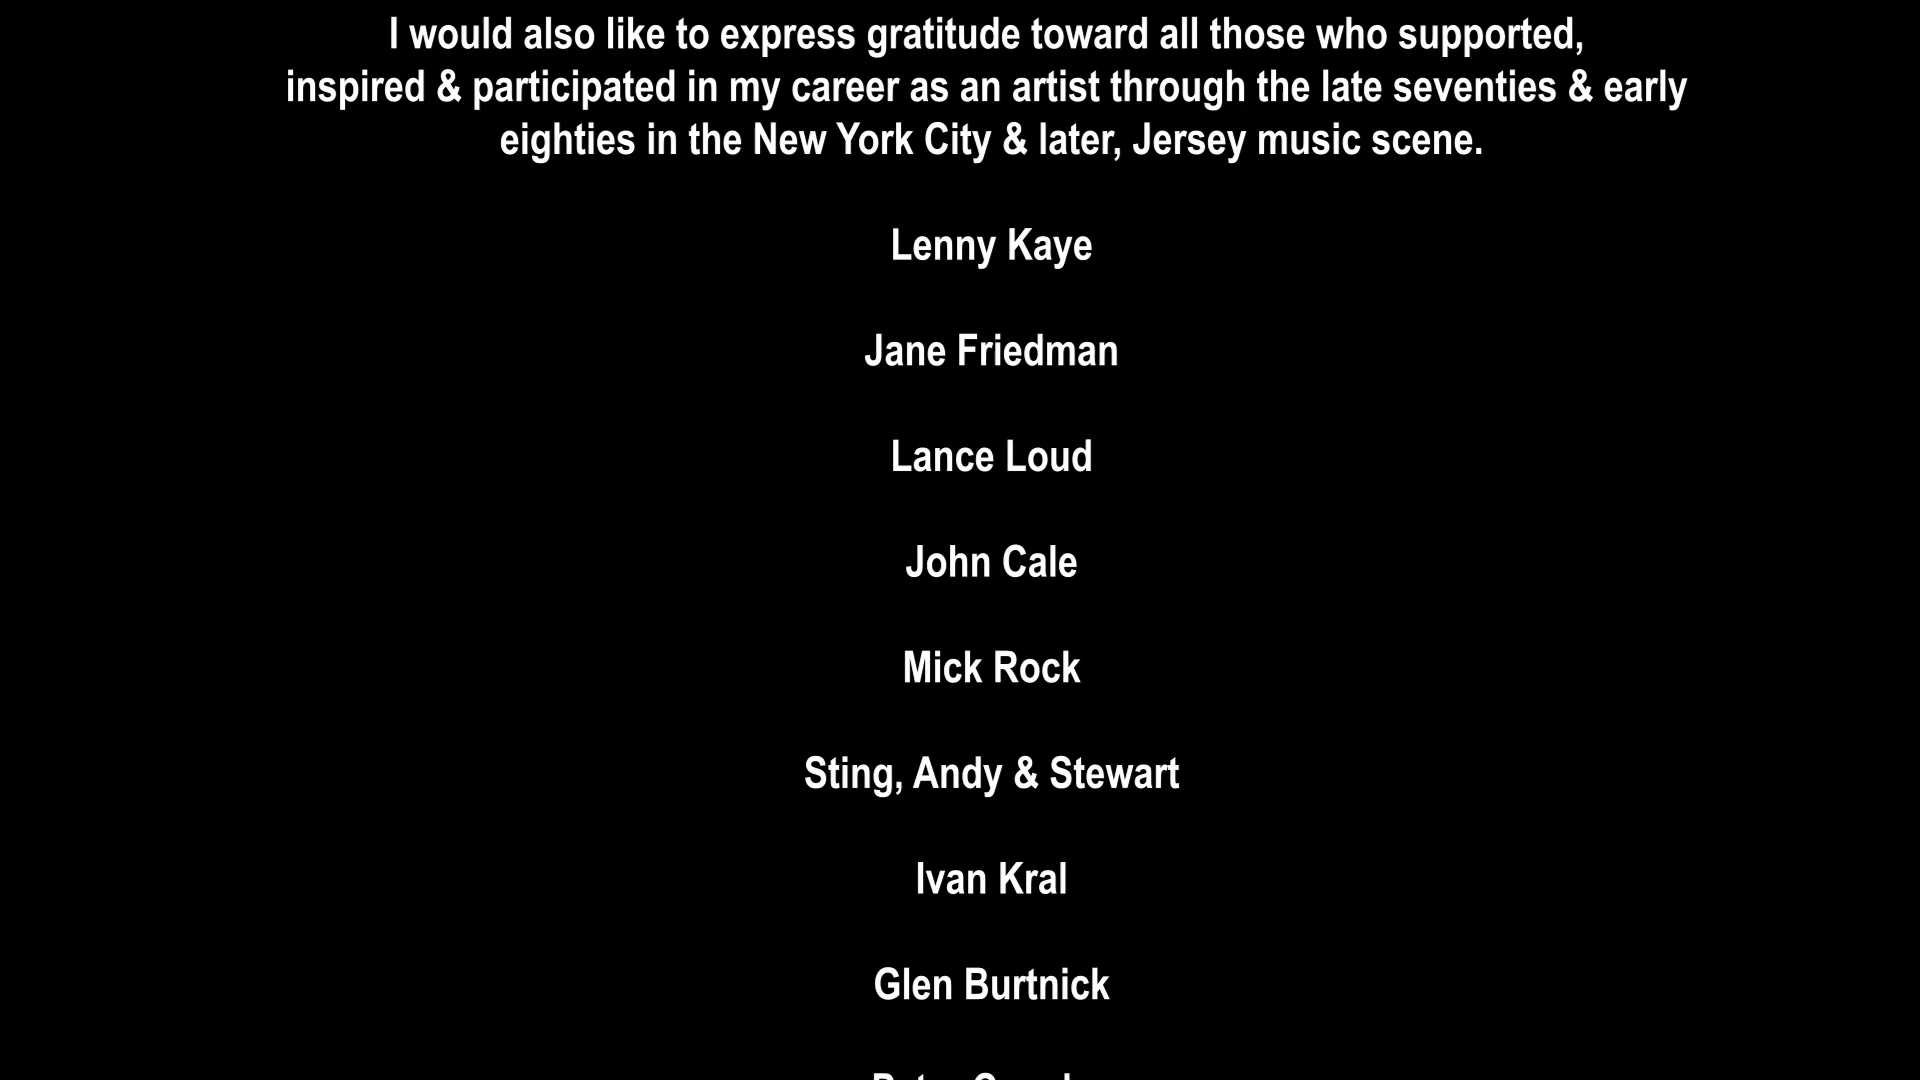 I would also like to express gratitude toward all those who supported,
inspired & participated in my career as an artist through the late seventies & early
eighties in the New York City & later, Jersey music scene.
Lenny Kaye
Jane Friedman
Lance Loud
John Cale
Mick Rock
Sting, Andy & Stewart
Ivan Kral
Glen Burtnick